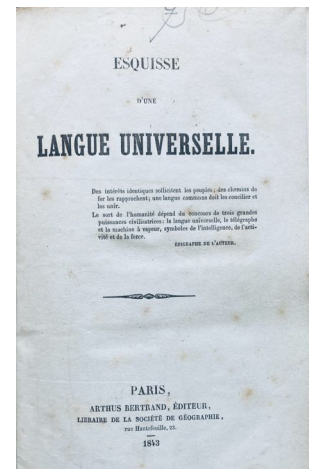 ESQUISSE
D'UNE
LANGUE UNIVERSELLE.
Des intérêts identiques sollicitent les peuples; des chemins de
fer les rapprochent; une langue commune doit les concilier et
les unir.
Le sort de l'humanité dépend du concours de trois grandes
puissances civilisatrices: la langue universelle, le télégraphe
et la machine à vapeur, symboles de l'intelligence, de l'acti-
vité et de la force.
ÉPIGRAPHE DE L'AUTEUR.
PARIS,
ARTHUS BERTRAND, ÉDITEUR,
LIBRAIRE DE LA SOCIÉTÉ DE GÉOGRAPHIE,
rue Hautefeuille, 23.
1843